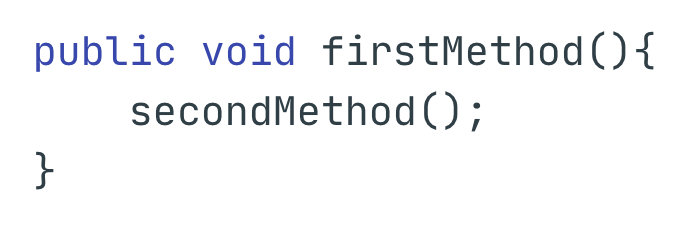 public void firstMethod(){
    secondMethod();
}